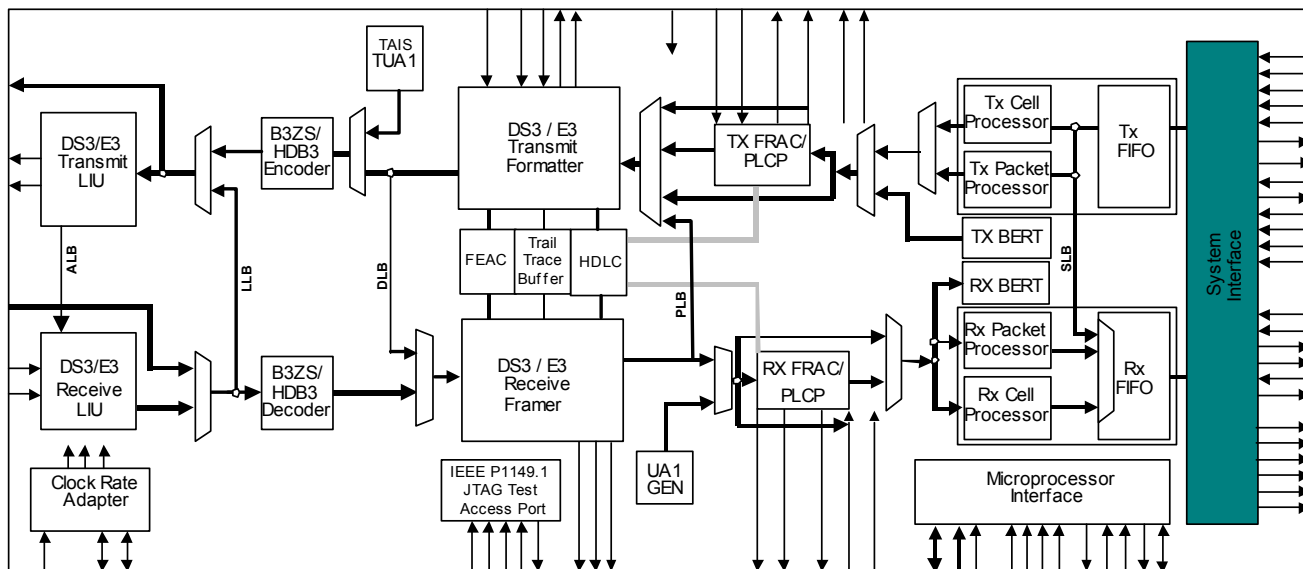 TAIS
TUA1
DS3/E3
Transmit
LIU
B3ZS/
HDB3
Encoder
DS3 / E3
Transmit
Formatter
TX FRAC/
PLCP
Tx Cell
Processor
Tx Packet
Processor
Tx
FIFO
TX BERT
RX BERT
System
Interface
ALB
LLB
DLB
FEAC
Trail
Trace
Buffer
HDLC
PLB
SLB
DS3/E3
Receive
LIU
B3ZS/
HDB3
Decoder
DS3 / E3
Receive
Framer
RX FRAC/
PLCP
Rx Packet
Processor
Rx Cell
Processor
Rx
FIFO
UA1
GEN
Clock Rate
Adapter
IEEE P1149.1
JTAG Test
Access Port
Microprocessor
Interface